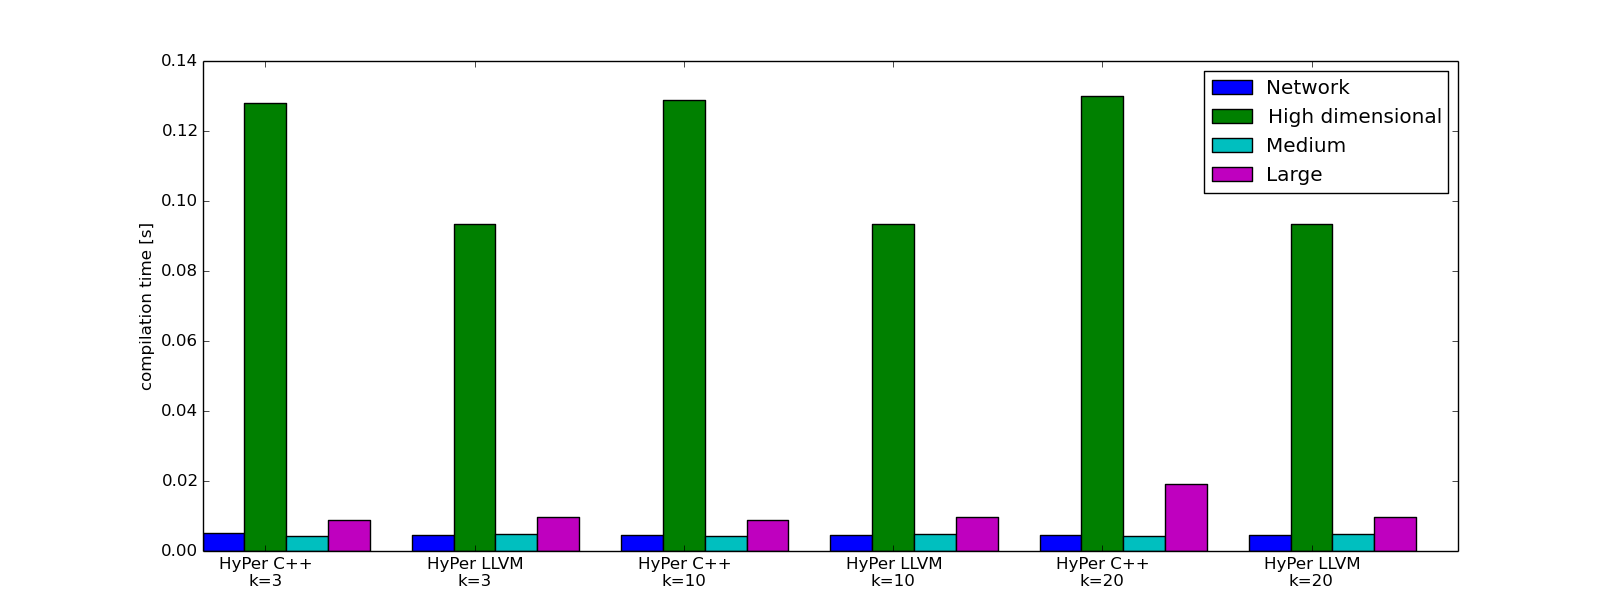 0.14
0.12
0.10
0.08
0.06
0.04
0.02
0.00
compilation time [s]
Network
High dimensional
Medium
Large
HyPer C++
k=3
HyPer LLVM
k=3
HyPer C++
k=10
HyPer LLVM
k=10
HyPer C++
k=20
HyPer LLVM
k=20